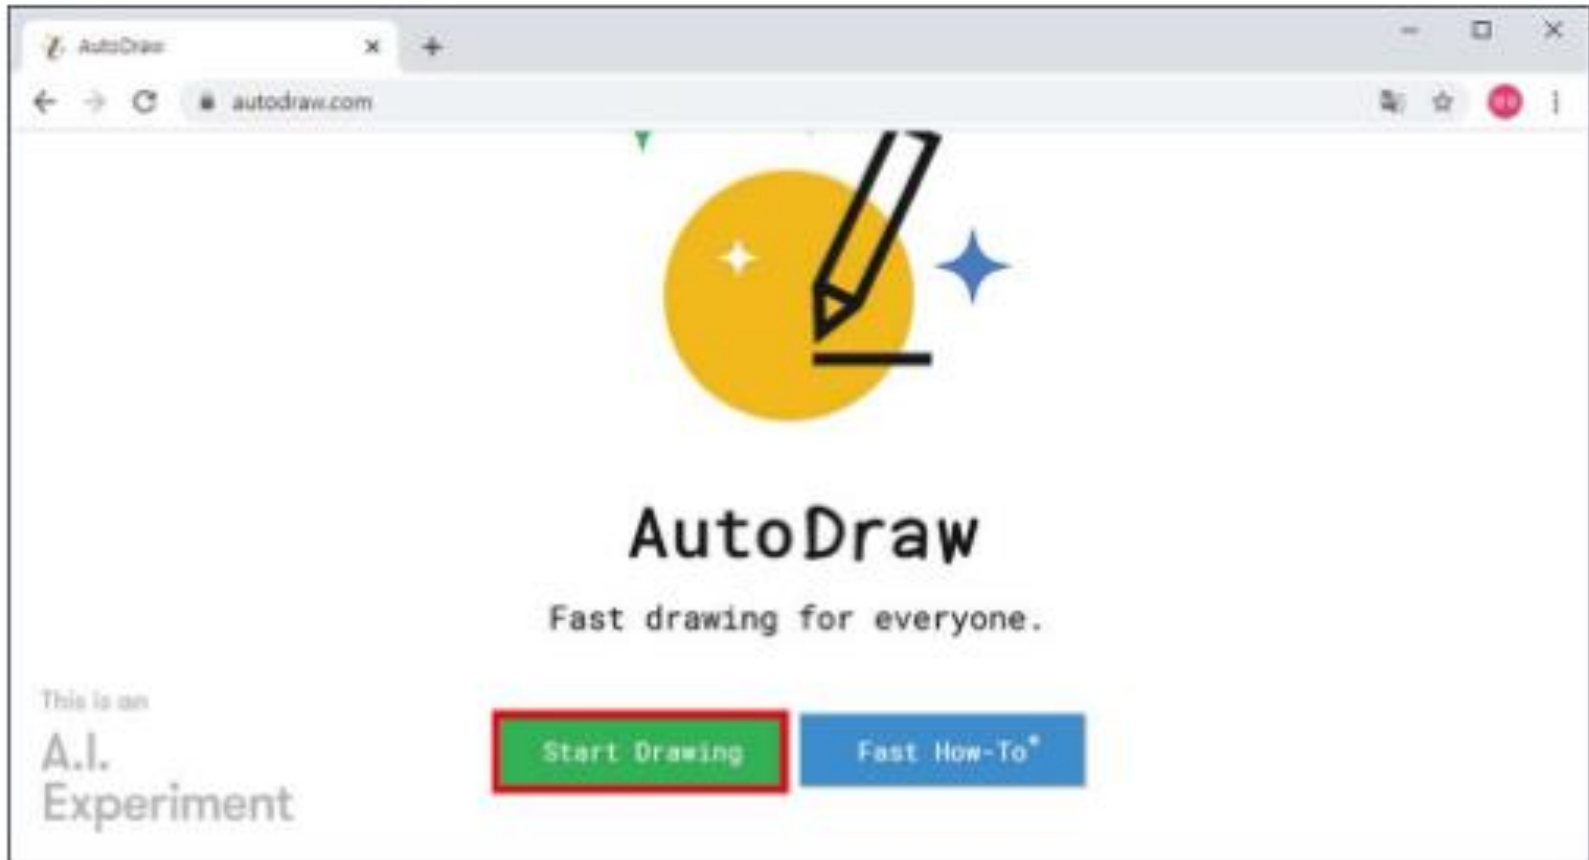 AutoDraw
autodraw.com
AutoDraw
Fast drawing for everyone.
Start Drawing
Fast How-To*
This is an
A.I.
Experiment